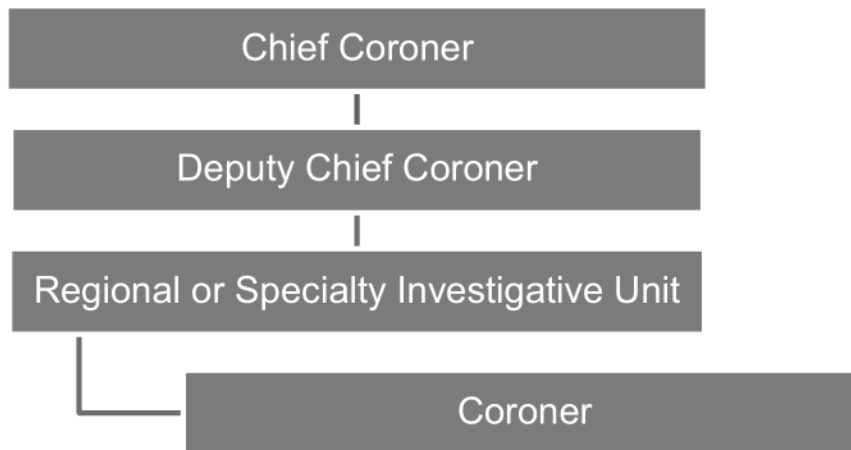 Chief Coroner
Deputy Chief Coroner
Regional or Specialty Investigative Unit
Coroner